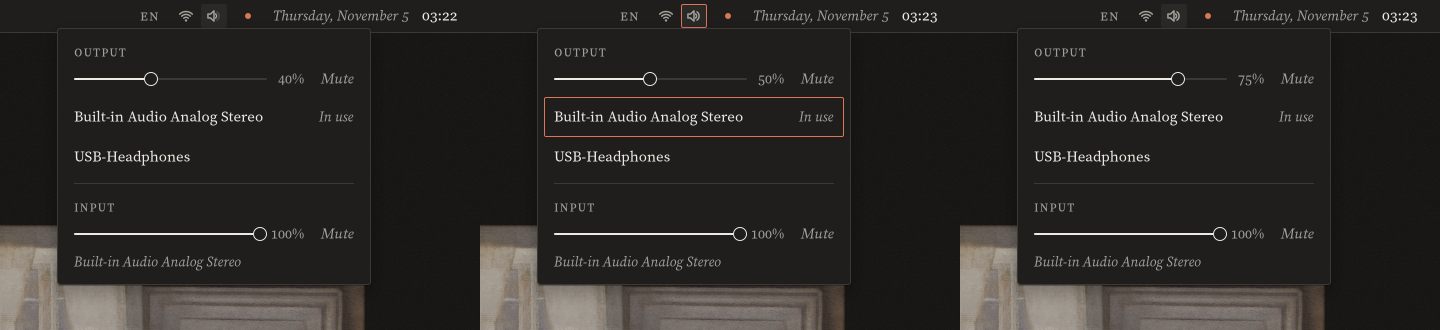 EN Thursday, November 5 03:22
OUTPUT
40% Mute
Built-in Audio Analog Stereo In use
USB-Headphones
INPUT
100% Mute
Built-in Audio Analog Stereo
EN Thursday, November 5 03:23
OUTPUT
50% Mute
Built-in Audio Analog Stereo In use
USB-Headphones
INPUT
100% Mute
Built-in Audio Analog Stereo
EN Thursday, November 5 03:23
OUTPUT
75% Mute
Built-in Audio Analog Stereo In use
USB-Headphones
INPUT
100% Mute
Built-in Audio Analog Stereo